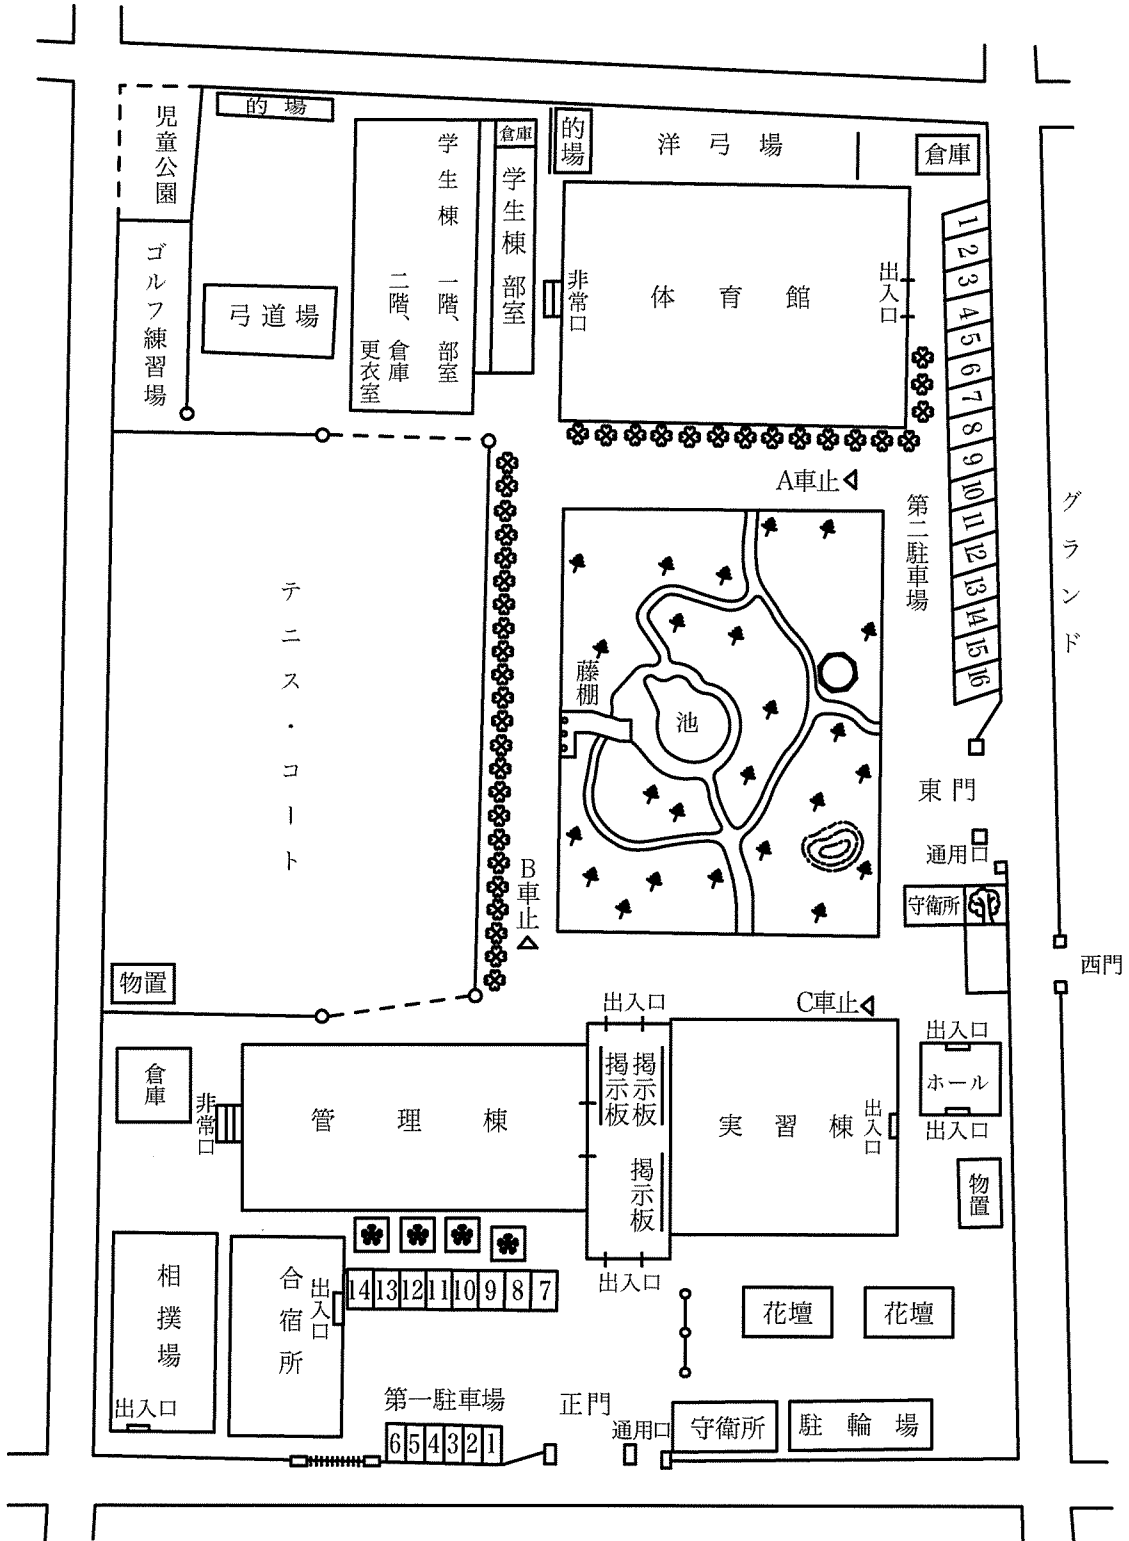 的場
児童公園
学生棟 一階、部室
二階、倉庫
更衣室
倉庫
学生棟 部室
的場
洋弓場
倉庫
ゴルフ練習場
弓道場
非常口
体育館
出入口
1
2
3
4
5
6
7
8
9
10
11
12
13
14
15
16
A車止
第二駐車場
グランド
テニス・コート
藤棚
池
東門
通用口
守衛所
B車止
西門
物置
出入口
C車止
出入口
倉庫
非常口
管理棟
掲示板
掲示板
掲示板
実習棟
出入口
ホール
出入口
物置
出入口
相撲場
出入口
合宿所
出入口
14 13 12 11 10 9 8 7
花壇
花壇
第一駐車場
6 5 4 3 2 1
正門
通用口
守衛所
駐輪場